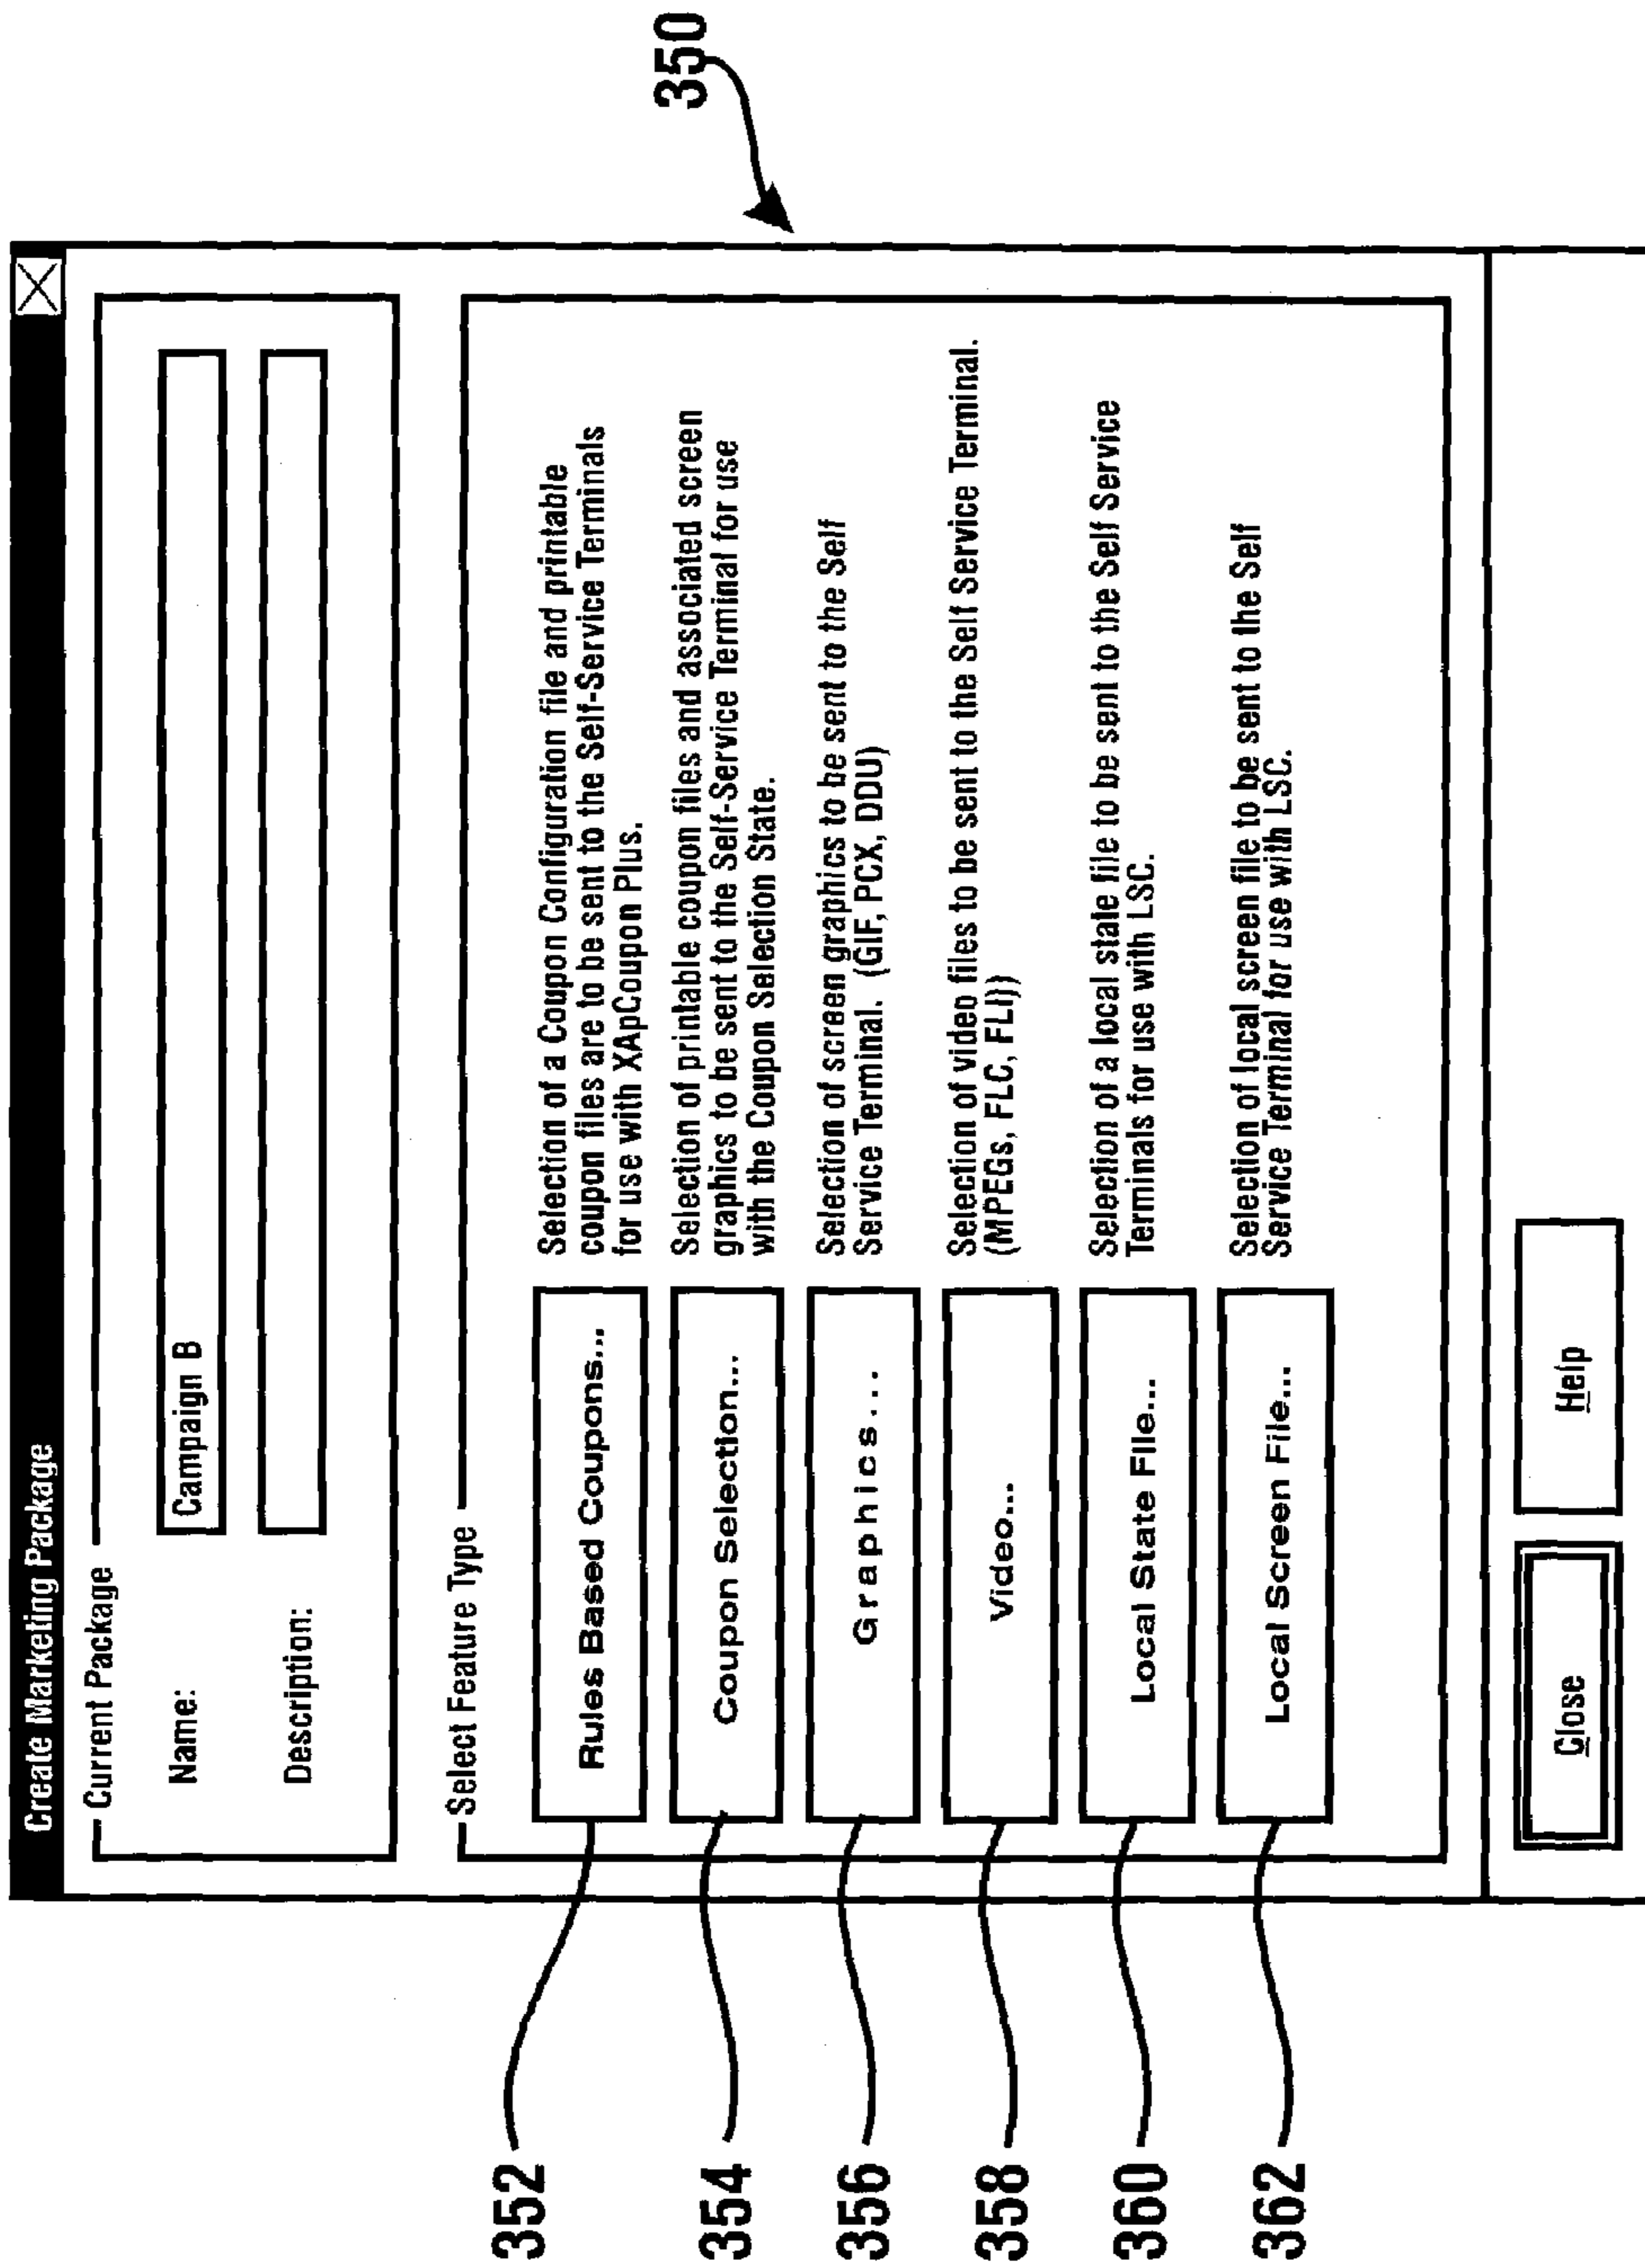 Create Marketing Package
Current Package
Name:
Campaign B
Description:
Select Feature Type
352
Rules Based Coupons...
Selection of a Coupon Configuration file and printable
coupon files are to be sent to the Self-Service Terminals
for use with XApCoupon Plus.
354
Coupon Selection...
Selection of printable coupon files and associated screen
graphics to be sent to the Self-Service Terminal for use
with the Coupon Selection State.
356
Graphics...
Selection of screen graphics to be sent to the Self
Service Terminal. (GIF, PCX, DDU)
358
Video...
Selection of video files to be sent to the Self Service Terminal.
(MPEGs, FLC, FLI))
360
Local State File...
Selection of a local state file to be sent to the Self Service
Terminals for use with LSC.
362
Local Screen File...
Selection of local screen file to be sent to the Self
Service Terminal for use with LSC.
Close
Help
350